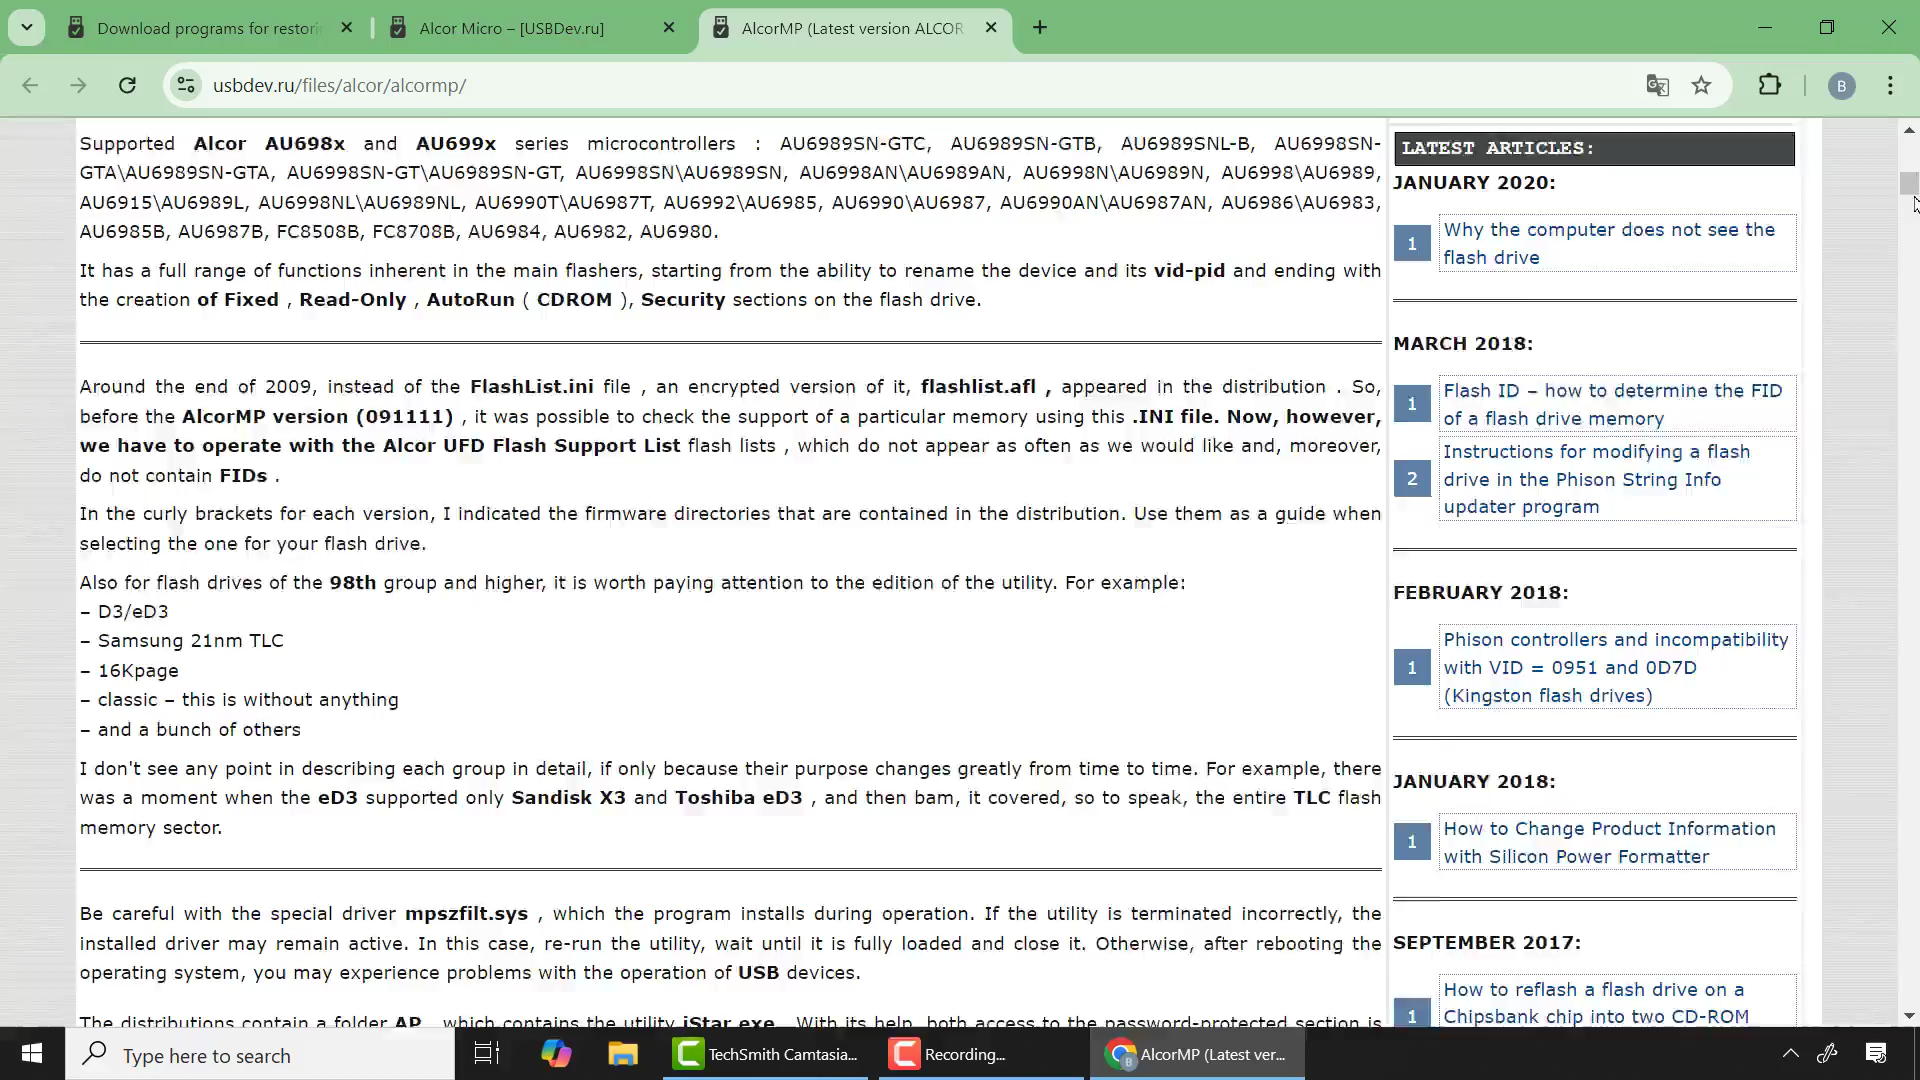 Download programs for restorin
Alcor Micro – [USBDev.ru]
AlcorMP (Latest version ALCOR
usbdev.ru/files/alcor/alcormp/
B
Supported Alcor AU698x and AU699x series microcontrollers : AU6989SN-GTC, AU6989SN-GTB, AU6989SNL-B, AU6998SN-
GTA\AU6989SN-GTA, AU6998SN-GT\AU6989SN-GT, AU6998SN\AU6989SN, AU6998AN\AU6989AN, AU6998N\AU6989N, AU6998\AU6989,
AU6915\AU6989L, AU6998NL\AU6989NL, AU6990T\AU6987T, AU6992\AU6985, AU6990\AU6987, AU6990AN\AU6987AN, AU6986\AU6983,
AU6985B, AU6987B, FC8508B, FC8708B, AU6984, AU6982, AU6980.
It has a full range of functions inherent in the main flashers, starting from the ability to rename the device and its vid-pid and ending with
the creation of Fixed , Read-Only , AutoRun ( CDROM ), Security sections on the flash drive.
Around the end of 2009, instead of the FlashList.ini file , an encrypted version of it, flashlist.afl , appeared in the distribution . So,
before the AlcorMP version (091111) , it was possible to check the support of a particular memory using this .INI file. Now, however,
we have to operate with the Alcor UFD Flash Support List flash lists , which do not appear as often as we would like and, moreover,
do not contain FIDs .
In the curly brackets for each version, I indicated the firmware directories that are contained in the distribution. Use them as a guide when
selecting the one for your flash drive.
Also for flash drives of the 98th group and higher, it is worth paying attention to the edition of the utility. For example:
– D3/eD3
– Samsung 21nm TLC
– 16Kpage
– classic – this is without anything
– and a bunch of others
I don't see any point in describing each group in detail, if only because their purpose changes greatly from time to time. For example, there
was a moment when the eD3 supported only Sandisk X3 and Toshiba eD3 , and then bam, it covered, so to speak, the entire TLC flash
memory sector.
Be careful with the special driver mpszfilt.sys , which the program installs during operation. If the utility is terminated incorrectly, the
installed driver may remain active. In this case, re-run the utility, wait until it is fully loaded and close it. Otherwise, after rebooting the
operating system, you may experience problems with the operation of USB devices.
The distributions contain a folder AP , which contains the utility iStar.exe . With its help, both access to the password-protected section is
LATEST ARTICLES:
JANUARY 2020:
1
Why the computer does not see the
flash drive
MARCH 2018:
1
Flash ID – how to determine the FID
of a flash drive memory
2
Instructions for modifying a flash
drive in the Phison String Info
updater program
FEBRUARY 2018:
1
Phison controllers and incompatibility
with VID = 0951 and 0D7D
(Kingston flash drives)
JANUARY 2018:
1
How to Change Product Information
with Silicon Power Formatter
SEPTEMBER 2017:
1
How to reflash a flash drive on a
Chipsbank chip into two CD-ROM
Type here to search
TechSmith Camtasia...
Recording...
AlcorMP (Latest ver...